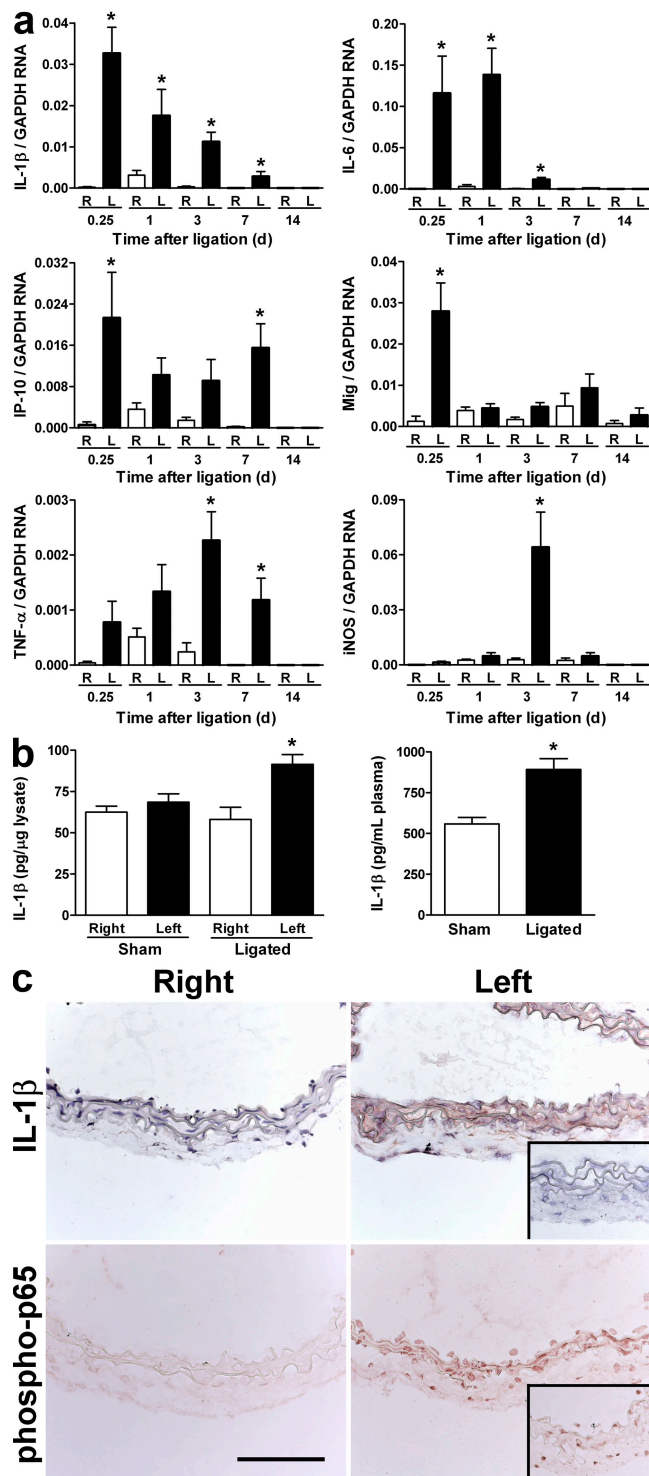 a
IL-1β / GAPDH RNA
0.04
0.03
0.02
0.01
0.00
* * * *
R L R L R L R L R L
0.25 1 3 7 14
Time after ligation (d)
IL-6 / GAPDH RNA
0.20
0.15
0.10
0.05
0.00
* * *
R L R L R L R L R L
0.25 1 3 7 14
Time after ligation (d)
IP-10 / GAPDH RNA
0.032
0.024
0.016
0.008
0.000
* *
R L R L R L R L R L
0.25 1 3 7 14
Time after ligation (d)
Mig / GAPDH RNA
0.04
0.03
0.02
0.01
0.00
*
R L R L R L R L R L
0.25 1 3 7 14
Time after ligation (d)
TNF-α / GAPDH RNA
0.003
0.002
0.001
0.000
* *
R L R L R L R L R L
0.25 1 3 7 14
Time after ligation (d)
iNOS / GAPDH RNA
0.09
0.06
0.03
0.00
*
R L R L R L R L R L
0.25 1 3 7 14
Time after ligation (d)
b
IL-1β (pg/μg lysate)
100
75
50
25
0
*
Right Left Right Left
Sham Ligated
IL-1β (pg/mL plasma)
1000
750
500
250
0
*
Sham Ligated
c
Right Left
IL-1β
phospho-p65